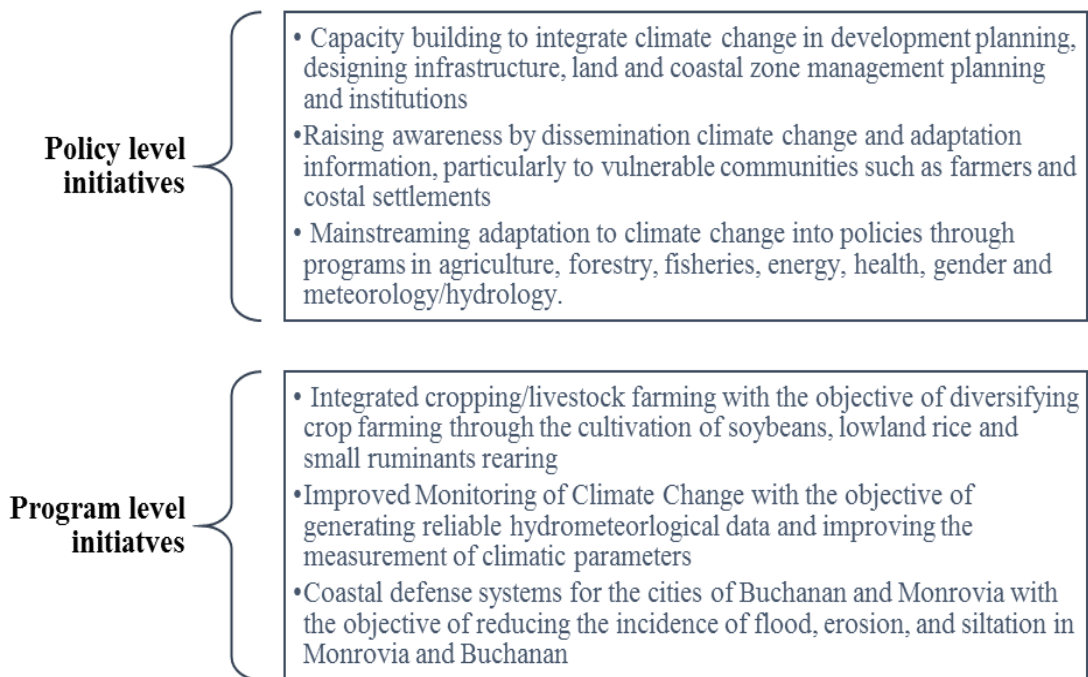 Policy level
initiatives
• Capacity building to integrate climate change in development planning,
designing infrastructure, land and coastal zone management planning
and institutions
•Raising awareness by dissemination climate change and adaptation
information, particularly to vulnerable communities such as farmers and
costal settlements
• Mainstreaming adaptation to climate change into policies through
programs in agriculture, forestry, fisheries, energy, health, gender and
meteorology/hydrology.
Program level
initiatves
• Integrated cropping/livestock farming with the objective of diversifying
crop farming through the cultivation of soybeans, lowland rice and
small ruminants rearing
•Improved Monitoring of Climate Change with the objective of
generating reliable hydrometeorlogical data and improving the
measurement of climatic parameters
•Coastal defense systems for the cities of Buchanan and Monrovia with
the objective of reducing the incidence of flood, erosion, and siltation in
Monrovia and Buchanan